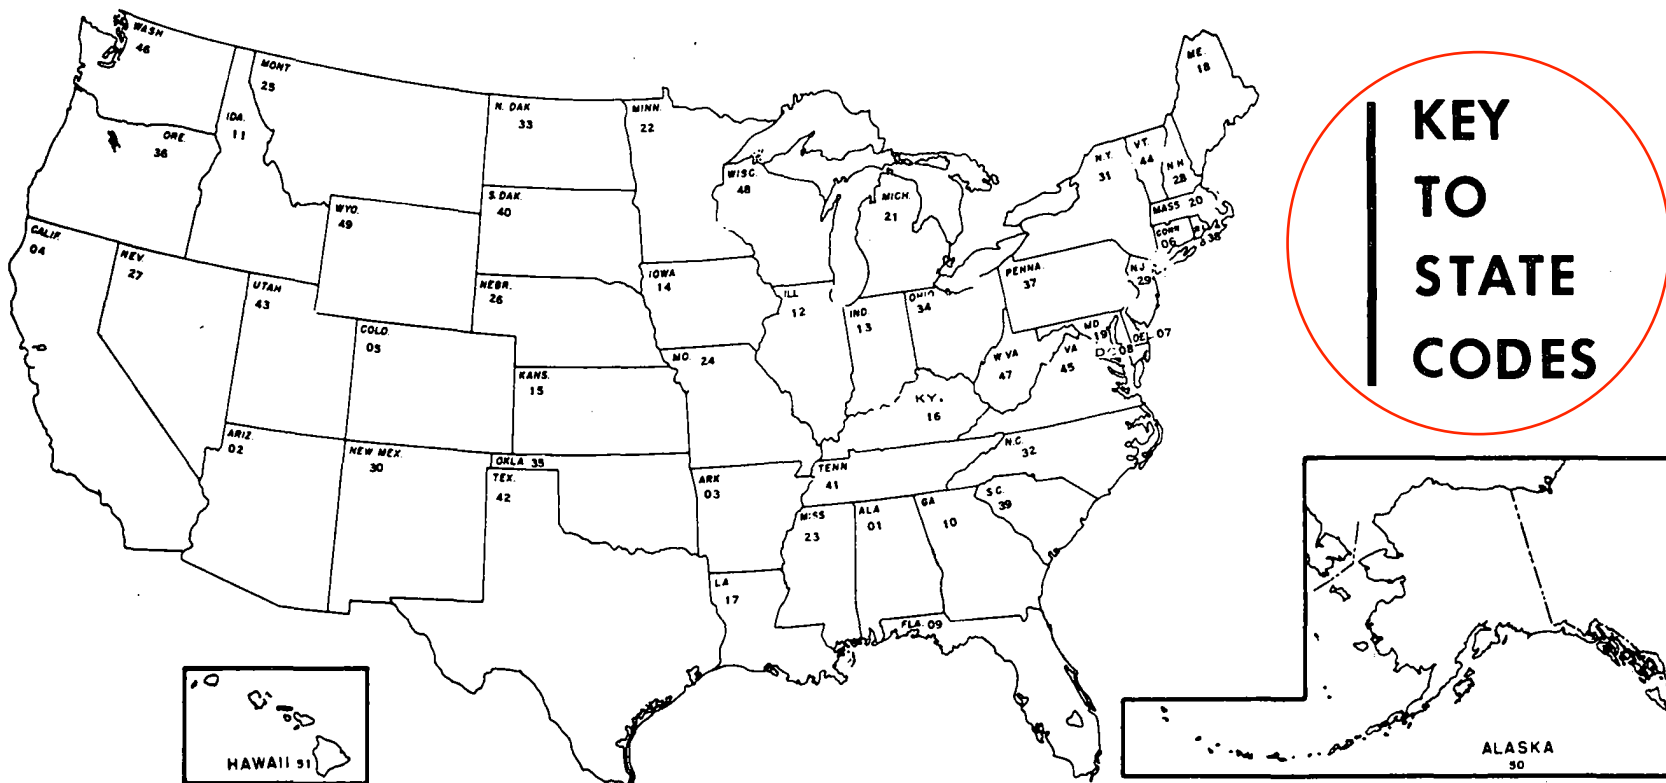 KEY
TO
STATE
CODES
WASH
46
MONT
25
IDA.
11
ORE.
36
N. DAK
33
MINN.
22
S. DAK.
40
WYO.
49
WISC.
48
MICH.
21
ME.
18
N.Y.
31
VT.
44
N.H.
28
MASS 20
CONN
06
38
CALIF.
04
NEV.
27
UTAH
43
COLO.
05
NEBR.
26
IOWA
14
ILL
12
IND.
13
OHIO
34
PENNA.
37
N J
29
MD
19
DEL 07
DC 08
W VA
47
VA
45
KY.
16
MO. 24
KANS.
15
ARIZ.
02
NEW MEX.
30
OKLA 35
TEX.
42
ARK
03
TENN
41
N.C.
32
S C.
39
MISS
23
ALA
01
GA
10
LA
17
FLA. 09
HAWAII 51
ALASKA
50